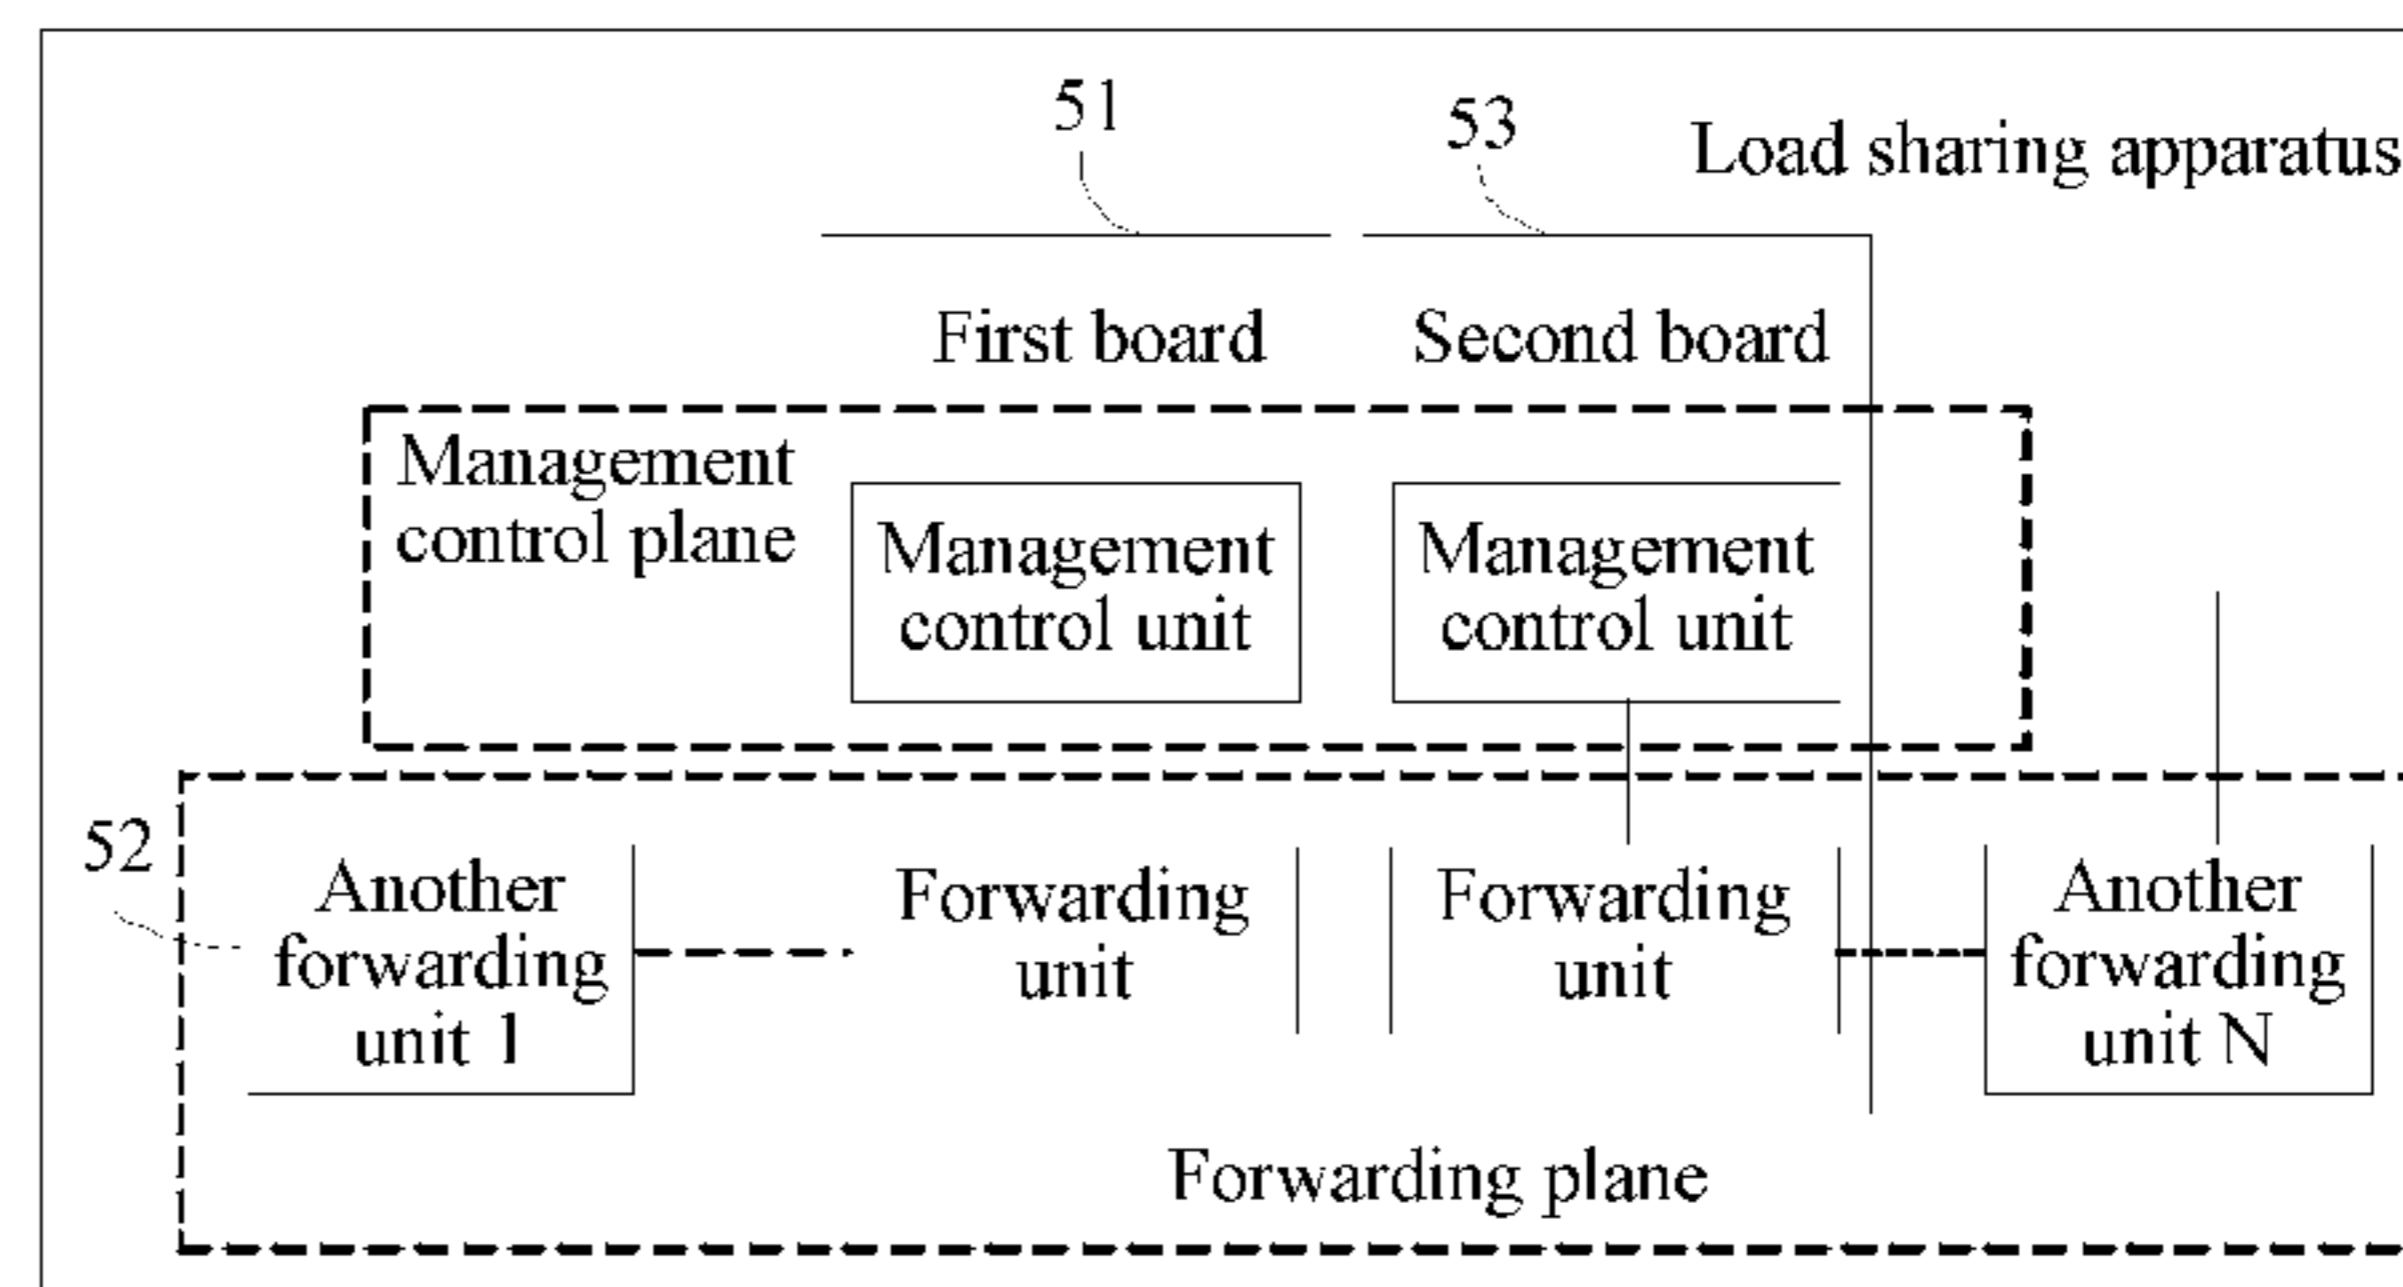 51
53
Load sharing apparatus
First board
Second board
Management
control plane
Management
control unit
Management
control unit
52
Another
forwarding
unit 1
Forwarding
unit
Forwarding
unit
Another
forwarding
unit N
Forwarding plane